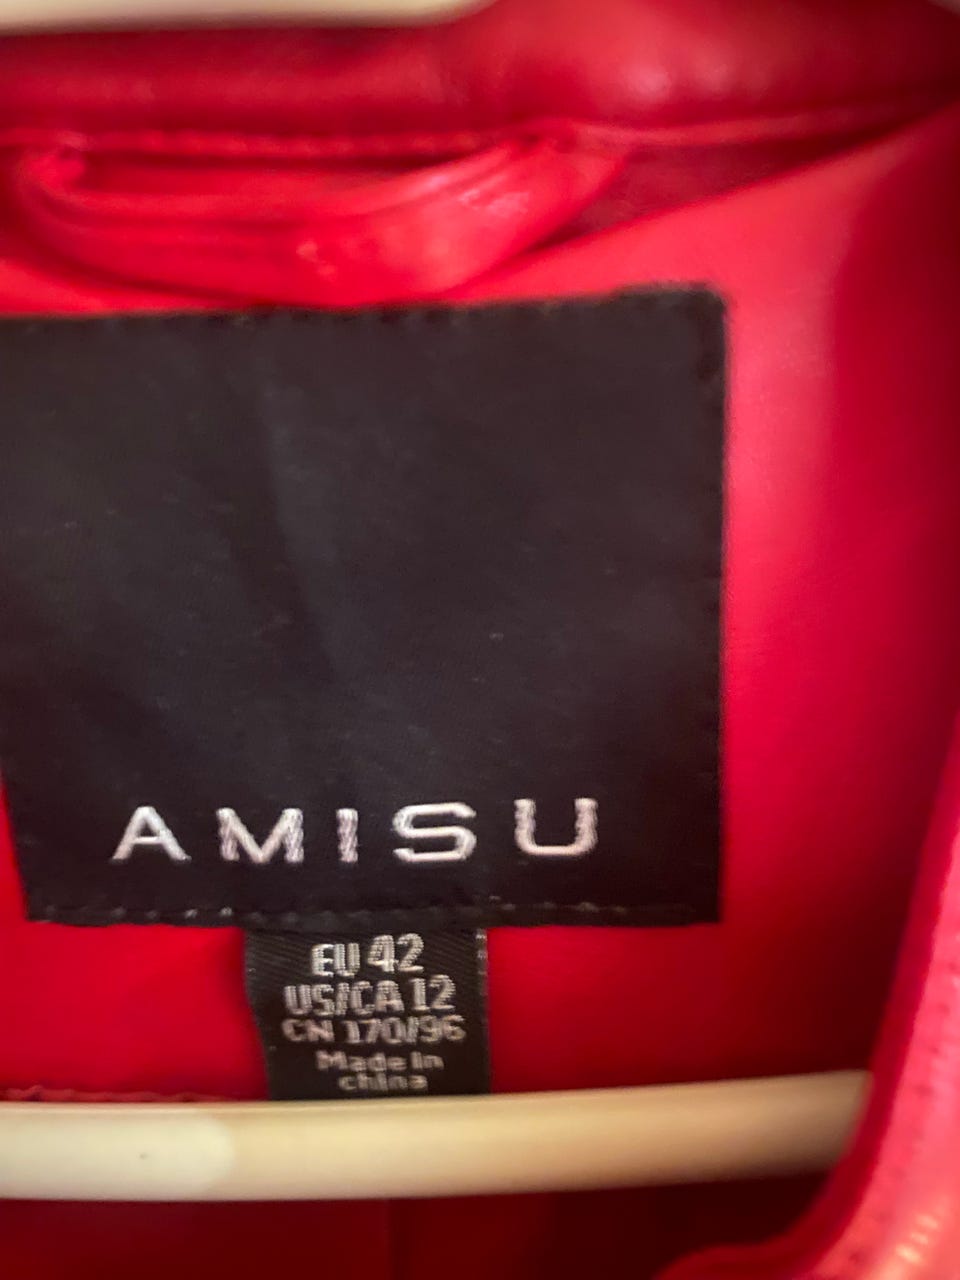 AMISU
EU 42
US/CA 12
CN 170/96
Made In
china